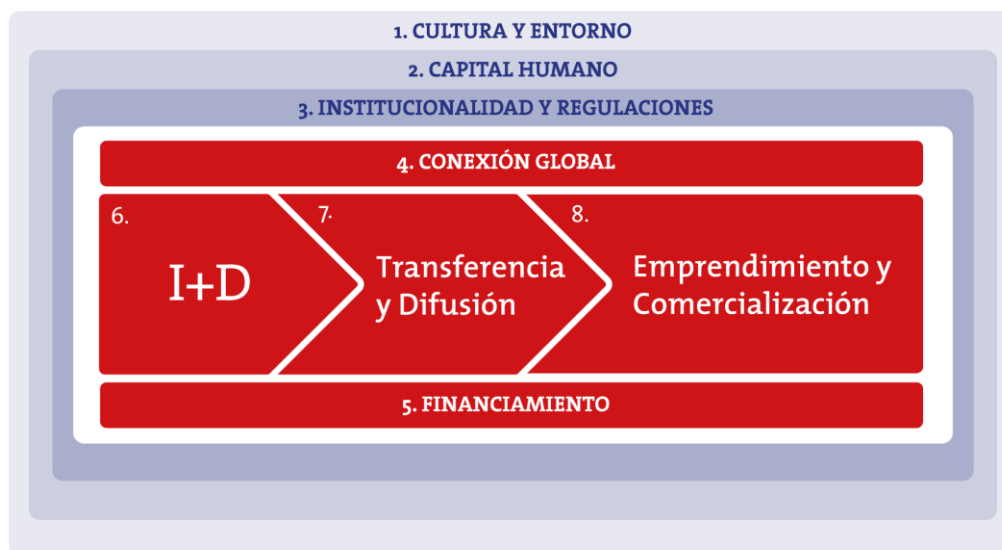 1. CULTURA Y ENTORNO
2. CAPITAL HUMANO
3. INSTITUCIONALIDAD Y REGULACIONES
4. CONEXIÓN GLOBAL
6.
I+D
7.
Transferencia
y Difusión
8.
Emprendimiento y
Comercialización
5. FINANCIAMIENTO